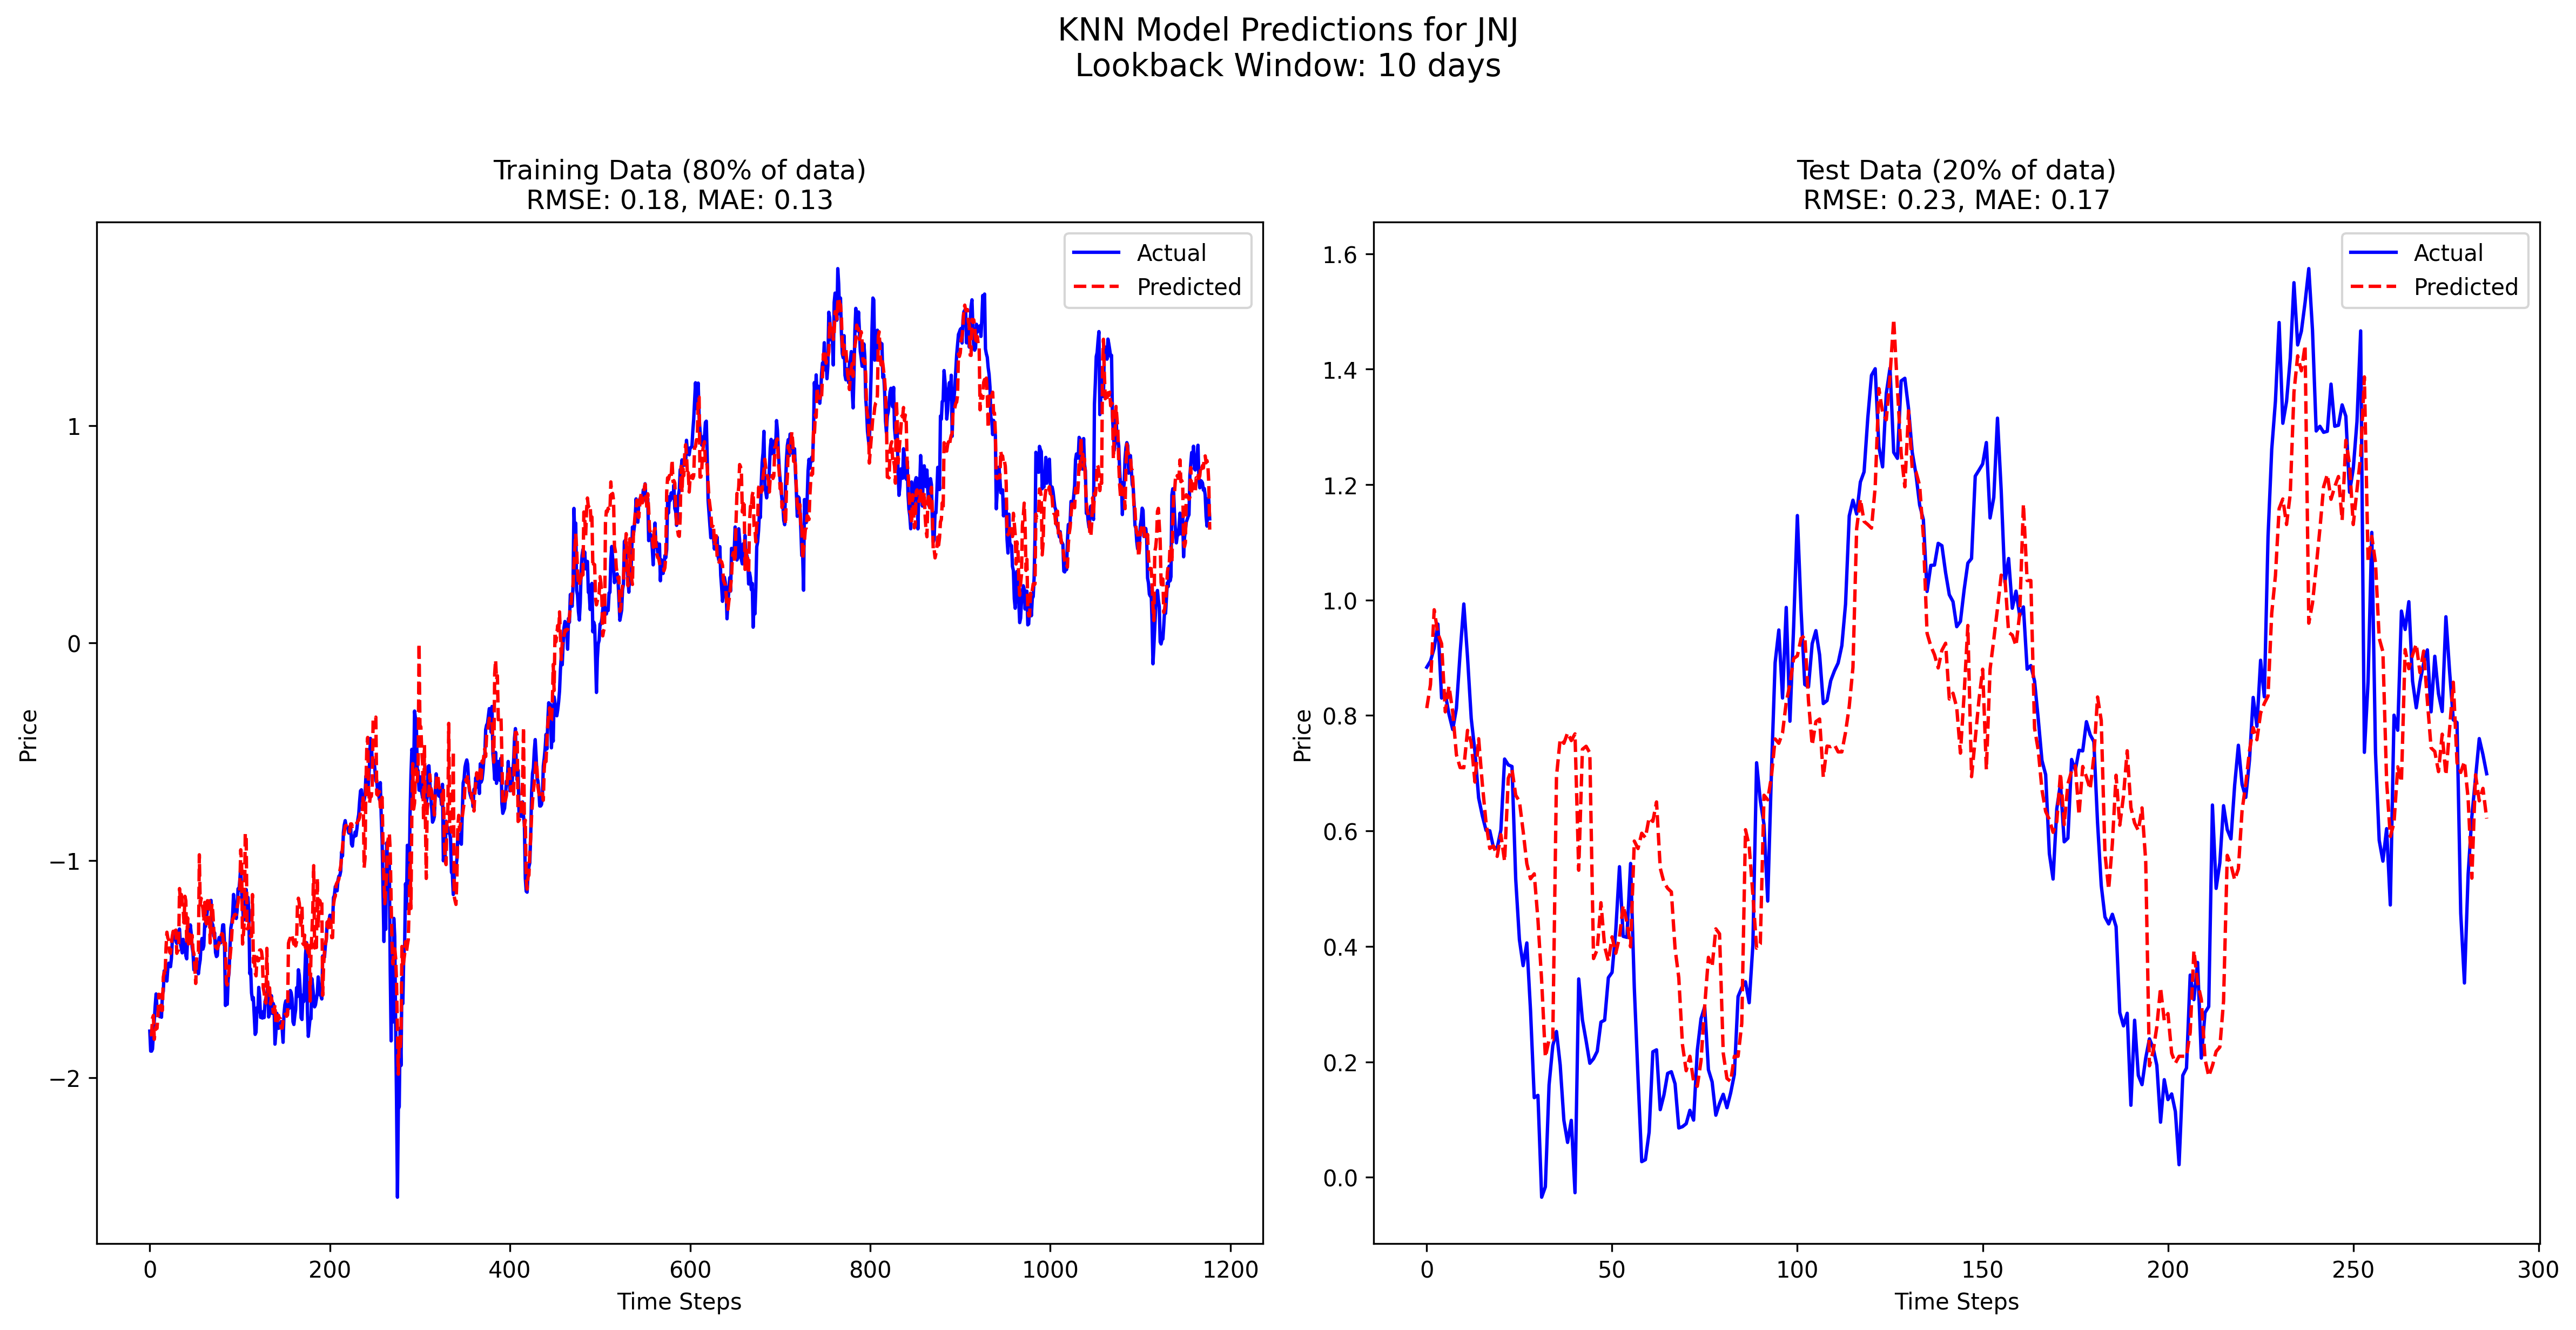 KNN Model Predictions for JNJ
Lookback Window: 10 days
Training Data (80% of data)
RMSE: 0.18, MAE: 0.13
Actual
Predicted
1
0
−1
−2
Price
0
200
400
600
800
1000
1200
Time Steps
Test Data (20% of data)
RMSE: 0.23, MAE: 0.17
Actual
Predicted
1.6
1.4
1.2
1.0
0.8
0.6
0.4
0.2
0.0
Price
0
50
100
150
200
250
300
Time Steps